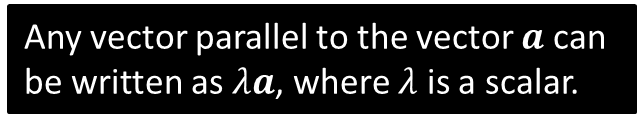 Any vector parallel to the vector 𝒂 can
be written as 𝜆𝒂, where 𝜆 is a scalar.